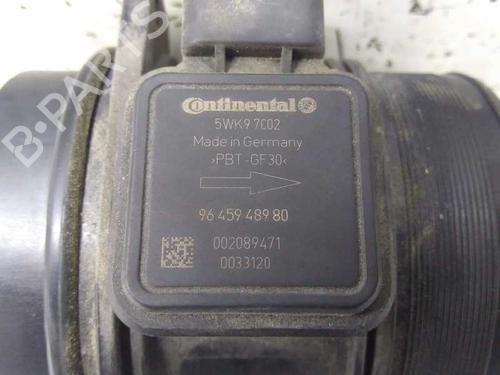 Continental
5WK9 7C02
Made in Germany
>PBT-GF30<
96 459 489 80
002089471
0033120
B-PARTS